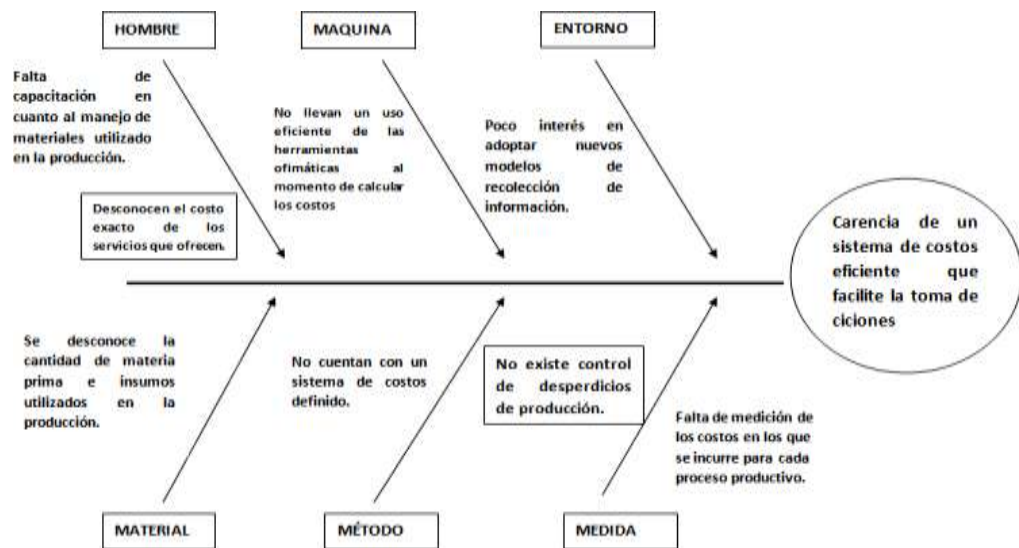 HOMBRE
MAQUINA
ENTORNO
Falta de
capacitación en
cuanto al manejo de
materiales utilizado
en la producción.
No llevan un uso
eficiente de las
herramientas
ofimáticas al
momento de calcular
los costos
Poco interés en
adoptar nuevos
modelos de
recolección de
información.
Desconocen el costo
exacto de los
servicios que ofrecen.
Carencia de un
sistema de costos
eficiente que
facilite la toma de
ciciones
Se desconoce la
cantidad de materia
prima e insumos
utilizados en la
producción.
No cuentan con un
sistema de costos
definido.
No existe control
de desperdicios
de producción.
Falta de medición de
los costos en los que
se incurre para cada
proceso productivo.
MATERIAL
MÉTODO
MEDIDA